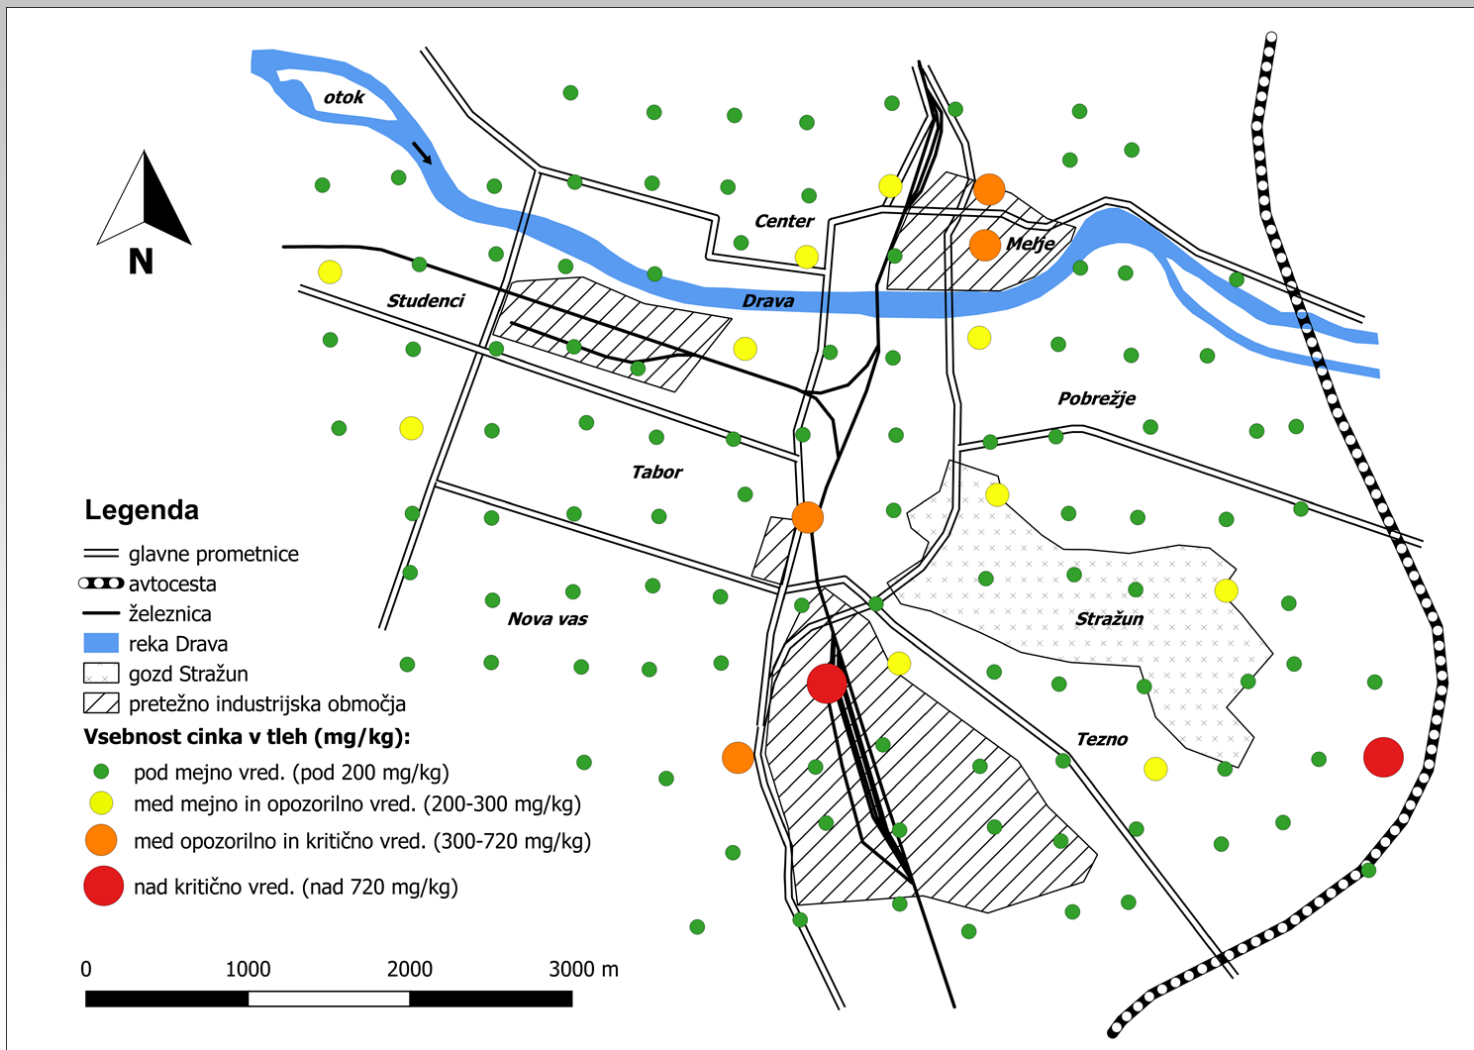 otok
Center
Melje
Studenci
Drava
Pobrežje
Tabor
N
Nova vas
Stražun
Tezno
Legenda
glavne prometnice
avtocesta
železnica
reka Drava
gozd Stražun
pretežno industrijska območja
Vsebnost cinka v tleh (mg/kg):
pod mejno vred. (pod 200 mg/kg)
med mejno in opozorilno vred. (200-300 mg/kg)
med opozorilno in kritično vred. (300-720 mg/kg)
nad kritično vred. (nad 720 mg/kg)
0 1000 2000 3000 m